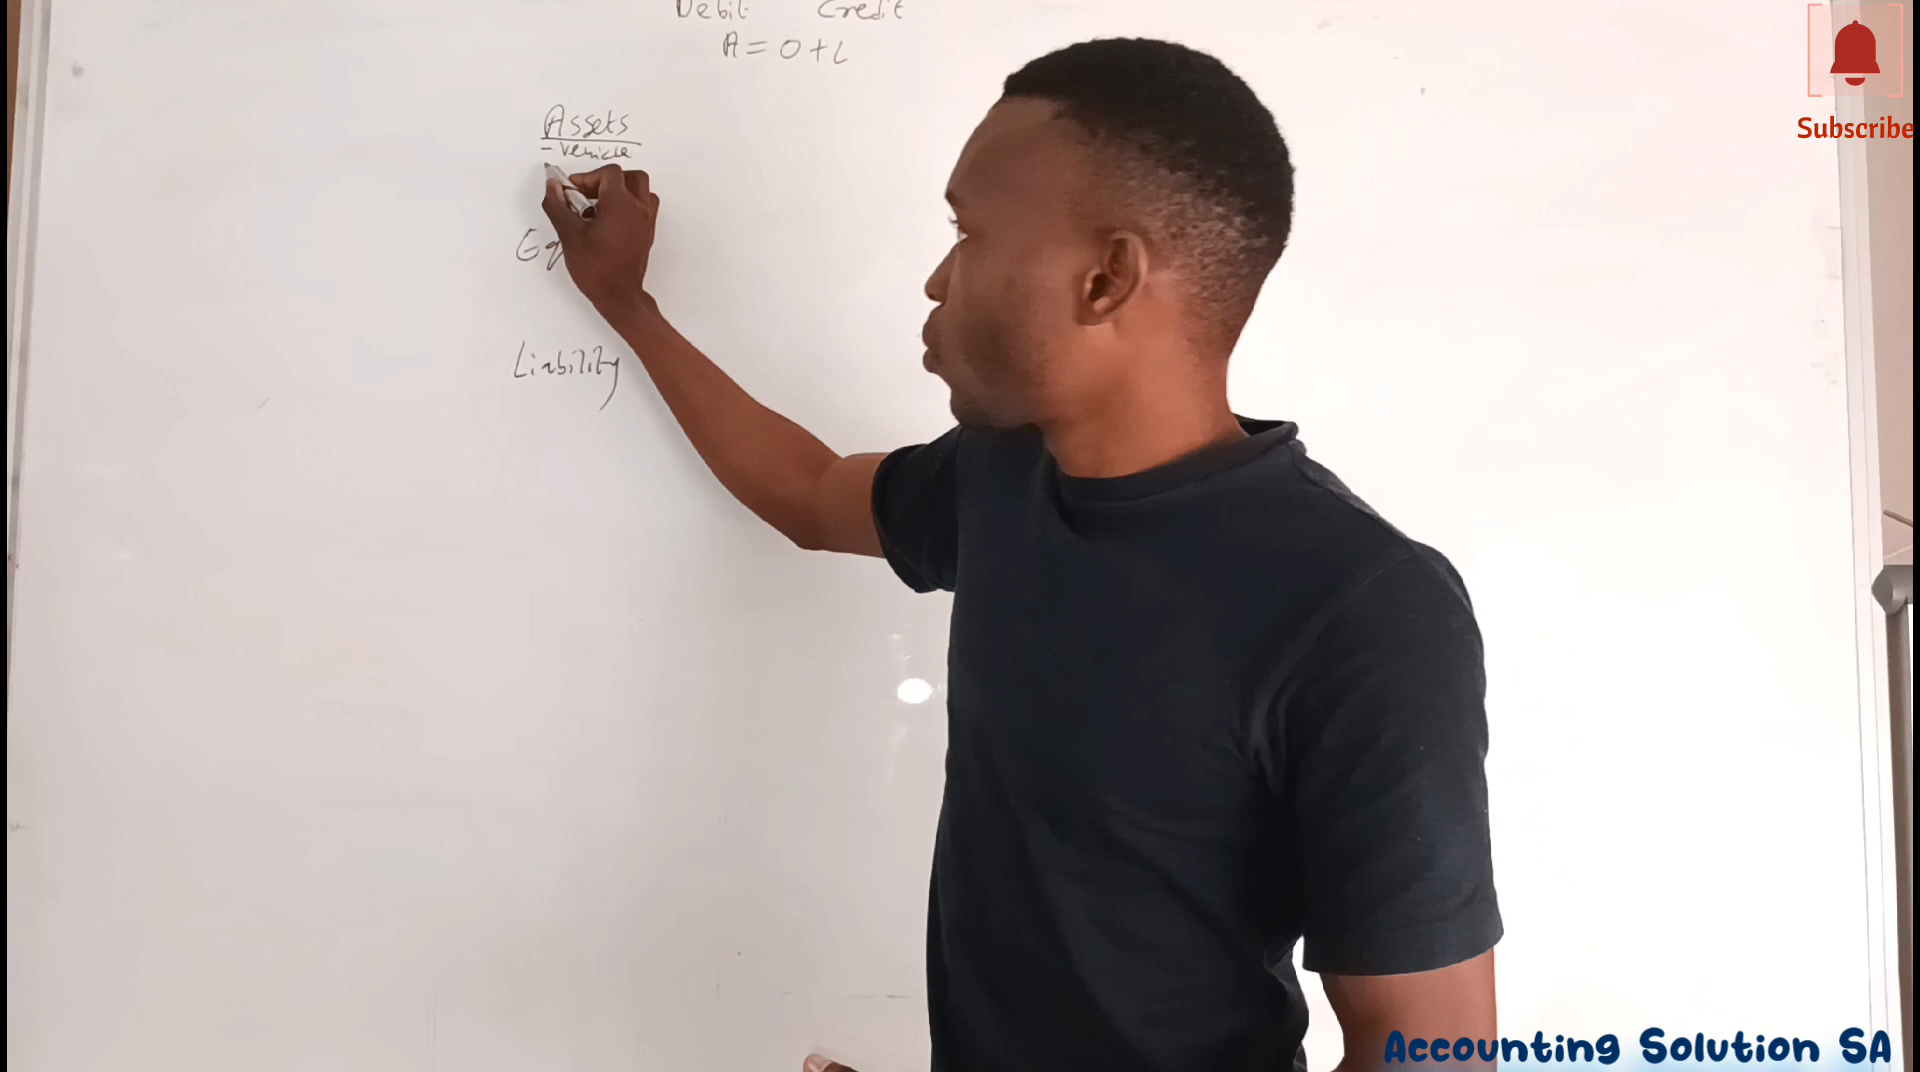 Debit Credit
A = O + L
Assets
- Vehicle
Eq
Liability
Subscribe
Accounting Solution SA